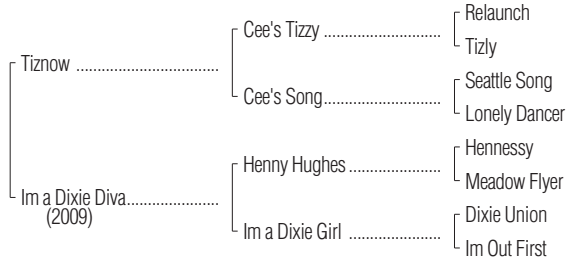 Relaunch
Cee's Tizzy ..............................
Tizly
Tiznow ....................................
Seattle Song
Cee's Song..............................
Lonely Dancer
Hennessy
Henny Hughes .......................
Meadow Flyer
Im a Dixie Diva.......................
(2009)
Dixie Union
Im a Dixie Girl .......................
Im Out First